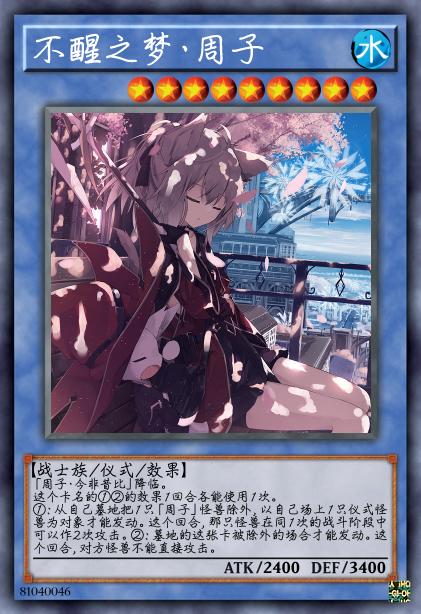 不醒之梦·周子
水
【战士族/仪式/效果】
「周子·今非昔比」降临。
这个卡名的①②的效果1回合各能使用1次。
①:从自己墓地把1只「周子」怪兽除外,以自己场上1只仪式怪
兽为对象才能发动。这个回合,那只怪兽在同1次的战斗阶段中
可以作2次攻击。②:墓地的这张卡被除外的场合才能发动。这
个回合,对方怪兽不能直接攻击。
ATK/2400 DEF/3400
81040046